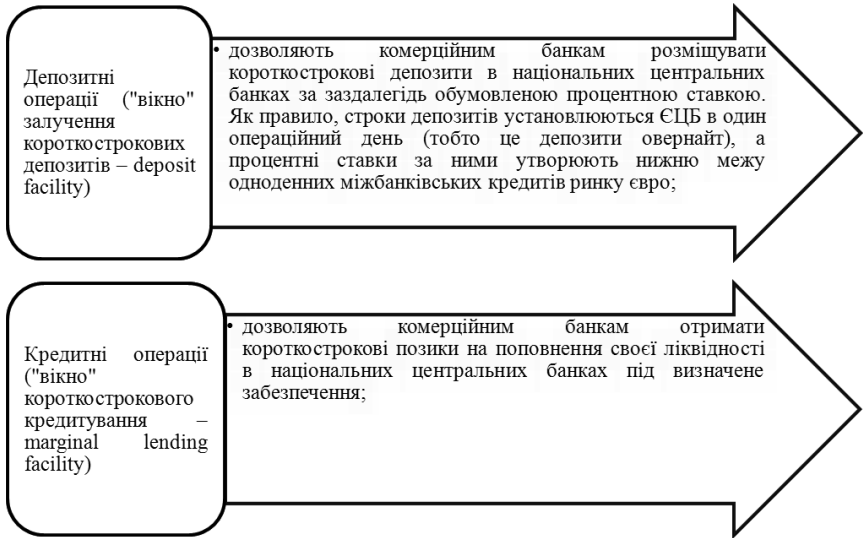 Депозитні
операції ("вікно"
залучення
короткострокових
депозитів – deposit
facility)
• дозволяють комерційним банкам розміщувати
короткострокові депозити в національних центральних
банках за заздалегідь обумовленою процентною ставкою.
Як правило, строки депозитів установлюються ЄЦБ в один
операційний день (тобто це депозити овернайт), а
процентні ставки за ними утворюють нижню межу
одноденних міжбанківських кредитів ринку євро;
Кредитні операції
("вікно"
короткострокового
кредитування –
marginal lending
facility)
• дозволяють комерційним банкам отримати
короткострокові позики на поповнення своєї ліквідності
в національних центральних банках під визначене
забезпечення;